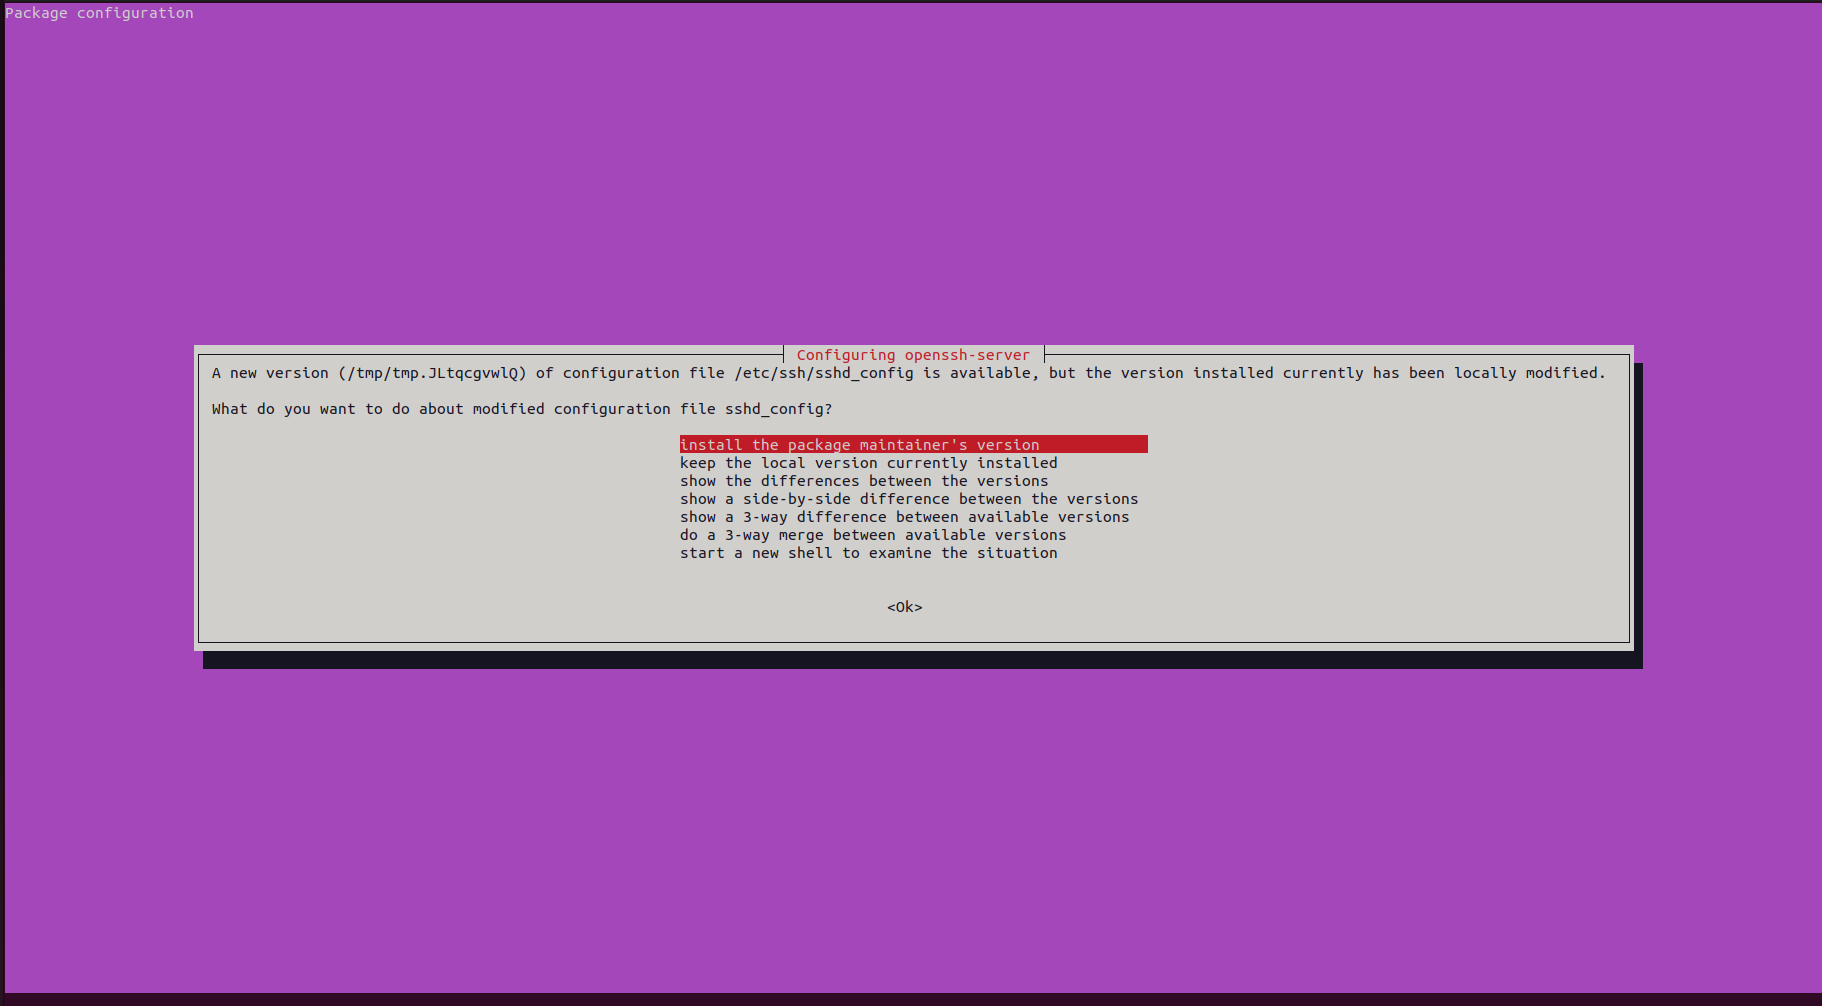 Package configuration
Configuring openssh-server
A new version (/tmp/tmp.JLtqcgvwlQ) of configuration file /etc/ssh/sshd_config is available, but the version installed currently has been locally modified.
What do you want to do about modified configuration file sshd_config?
install the package maintainer's version
keep the local version currently installed
show the differences between the versions
show a side-by-side difference between the versions
show a 3-way difference between available versions
do a 3-way merge between available versions
start a new shell to examine the situation
<Ok>